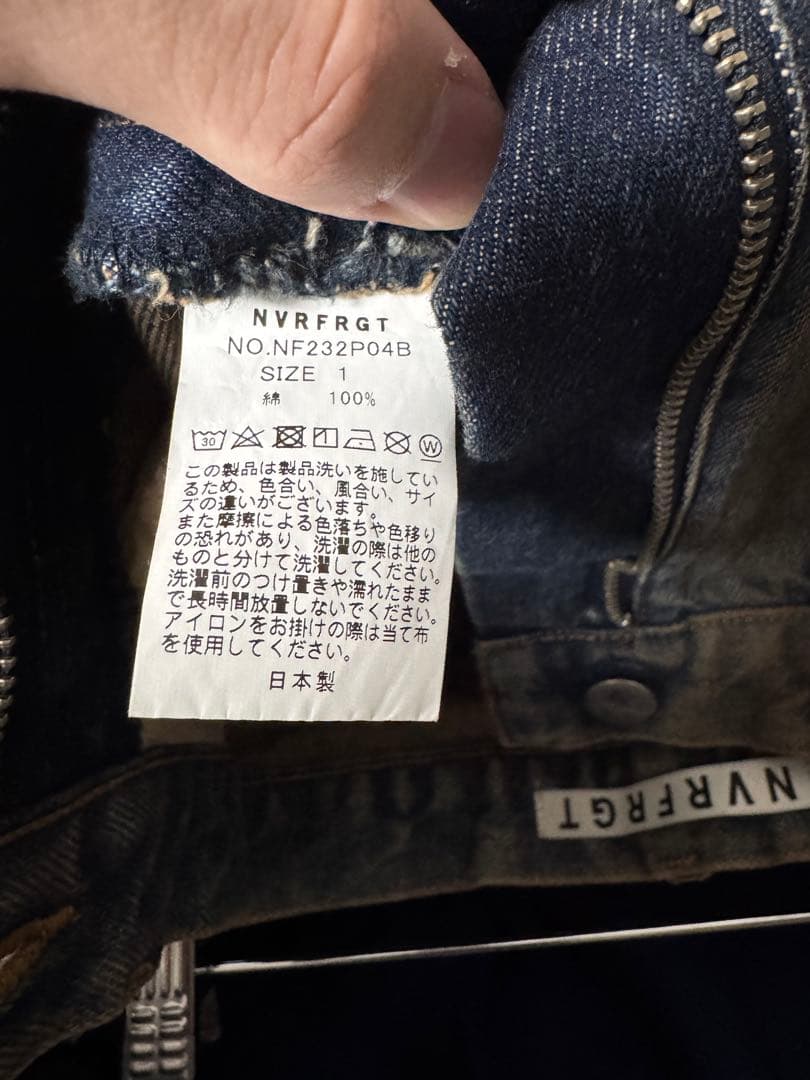 NVRFRGT
NO.NF232P04B
SIZE 1
綿 100%
30 W
この製品は製品洗いを施してい
るため、色合い、風合い、サイ
ズの違いがございます。
また摩擦による色落ちや色移り
の恐れがあり、洗濯の際は他の
ものと分けて洗濯してください。
洗濯前のつけ置きや濡れたまま
で長時間放置しないでください。
アイロンをお掛けの際は当て布
を使用してください。
日本製
NVRFRGT